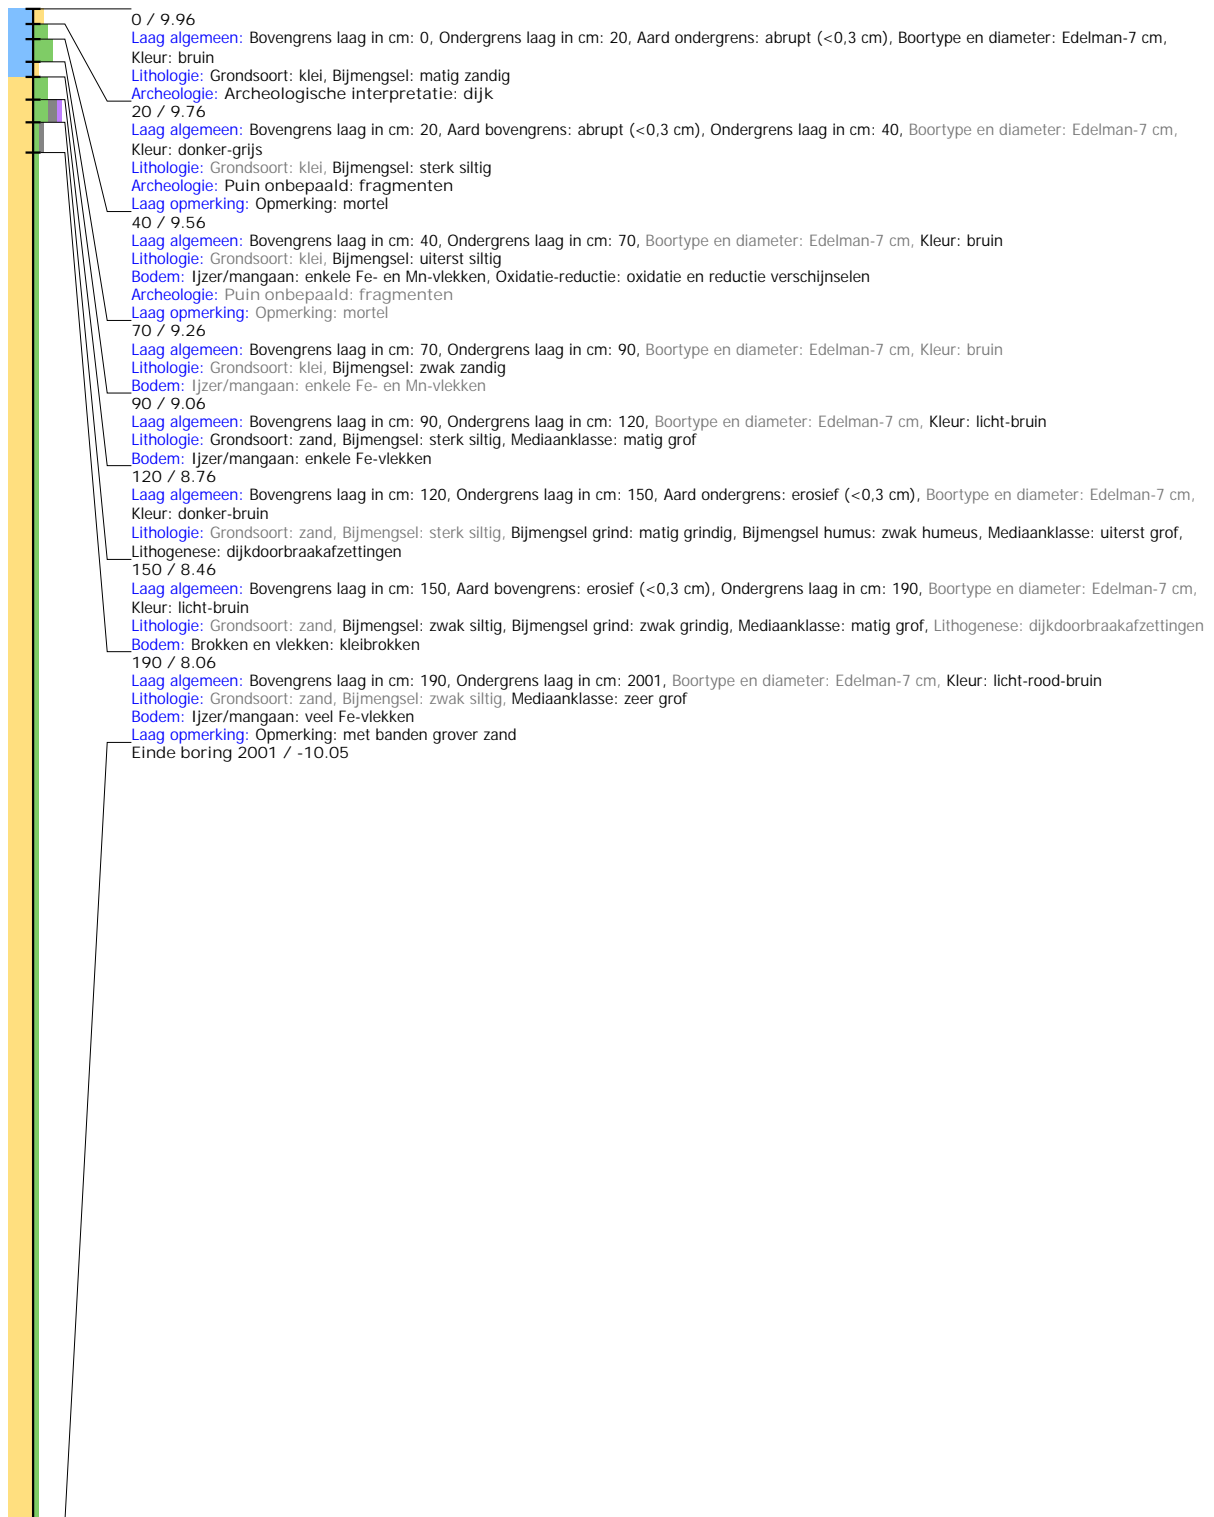 0 / 9.96
Laag algemeen: Bovengrens laag in cm: 0, Ondergrens laag in cm: 20, Aard ondergrens: abrupt (<0,3 cm), Boortype en diameter: Edelman-7 cm,
Kleur: bruin
Lithologie: Grondsoort: klei, Bijmengsel: matig zandig
Archeologie: Archeologische interpretatie: dijk
20 / 9.76
Laag algemeen: Bovengrens laag in cm: 20, Aard bovengrens: abrupt (<0,3 cm), Ondergrens laag in cm: 40, Boortype en diameter: Edelman-7 cm,
Kleur: donker-grijs
Lithologie: Grondsoort: klei, Bijmengsel: sterk siltig
Archeologie: Puin onbepaald: fragmenten
Laag opmerking: Opmerking: mortel
40 / 9.56
Laag algemeen: Bovengrens laag in cm: 40, Ondergrens laag in cm: 70, Boortype en diameter: Edelman-7 cm, Kleur: bruin
Lithologie: Grondsoort: klei, Bijmengsel: uiterst siltig
Bodem: Ijzer/mangaan: enkele Fe- en Mn-vlekken, Oxidatie-reductie: oxidatie en reductie verschijnselen
Archeologie: Puin onbepaald: fragmenten
Laag opmerking: Opmerking: mortel
70 / 9.26
Laag algemeen: Bovengrens laag in cm: 70, Ondergrens laag in cm: 90, Boortype en diameter: Edelman-7 cm, Kleur: bruin
Lithologie: Grondsoort: klei, Bijmengsel: zwak zandig
Bodem: Ijzer/mangaan: enkele Fe- en Mn-vlekken
90 / 9.06
Laag algemeen: Bovengrens laag in cm: 90, Ondergrens laag in cm: 120, Boortype en diameter: Edelman-7 cm, Kleur: licht-bruin
Lithologie: Grondsoort: zand, Bijmengsel: sterk siltig, Mediaanklasse: matig grof
Bodem: Ijzer/mangaan: enkele Fe-vlekken
120 / 8.76
Laag algemeen: Bovengrens laag in cm: 120, Ondergrens laag in cm: 150, Aard ondergrens: erosief (<0,3 cm), Boortype en diameter: Edelman-7 cm,
Kleur: donker-bruin
Lithologie: Grondsoort: zand, Bijmengsel: sterk siltig, Bijmengsel grind: matig grindig, Bijmengsel humus: zwak humeus, Mediaanklasse: uiterst grof,
Lithogenese: dijkdoorbraakafzettingen
150 / 8.46
Laag algemeen: Bovengrens laag in cm: 150, Aard bovengrens: erosief (<0,3 cm), Ondergrens laag in cm: 190, Boortype en diameter: Edelman-7 cm,
Kleur: licht-bruin
Lithologie: Grondsoort: zand, Bijmengsel: zwak siltig, Bijmengsel grind: zwak grindig, Mediaanklasse: matig grof, Lithogenese: dijkdoorbraakafzettingen
Bodem: Brokken en vlekken: kleibrokken
190 / 8.06
Laag algemeen: Bovengrens laag in cm: 190, Ondergrens laag in cm: 2001, Boortype en diameter: Edelman-7 cm, Kleur: licht-rood-bruin
Lithologie: Grondsoort: zand, Bijmengsel: zwak siltig, Mediaanklasse: zeer grof
Bodem: Ijzer/mangaan: veel Fe-vlekken
Laag opmerking: Opmerking: met banden grover zand
Einde boring 2001 / -10.05